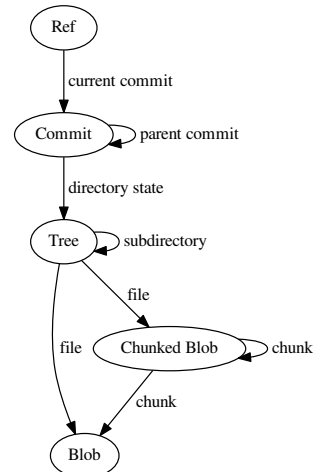 Ref
current commit
Commit
parent commit
directory state
Tree
subdirectory
file
file
Chunked Blob
chunk
chunk
Blob